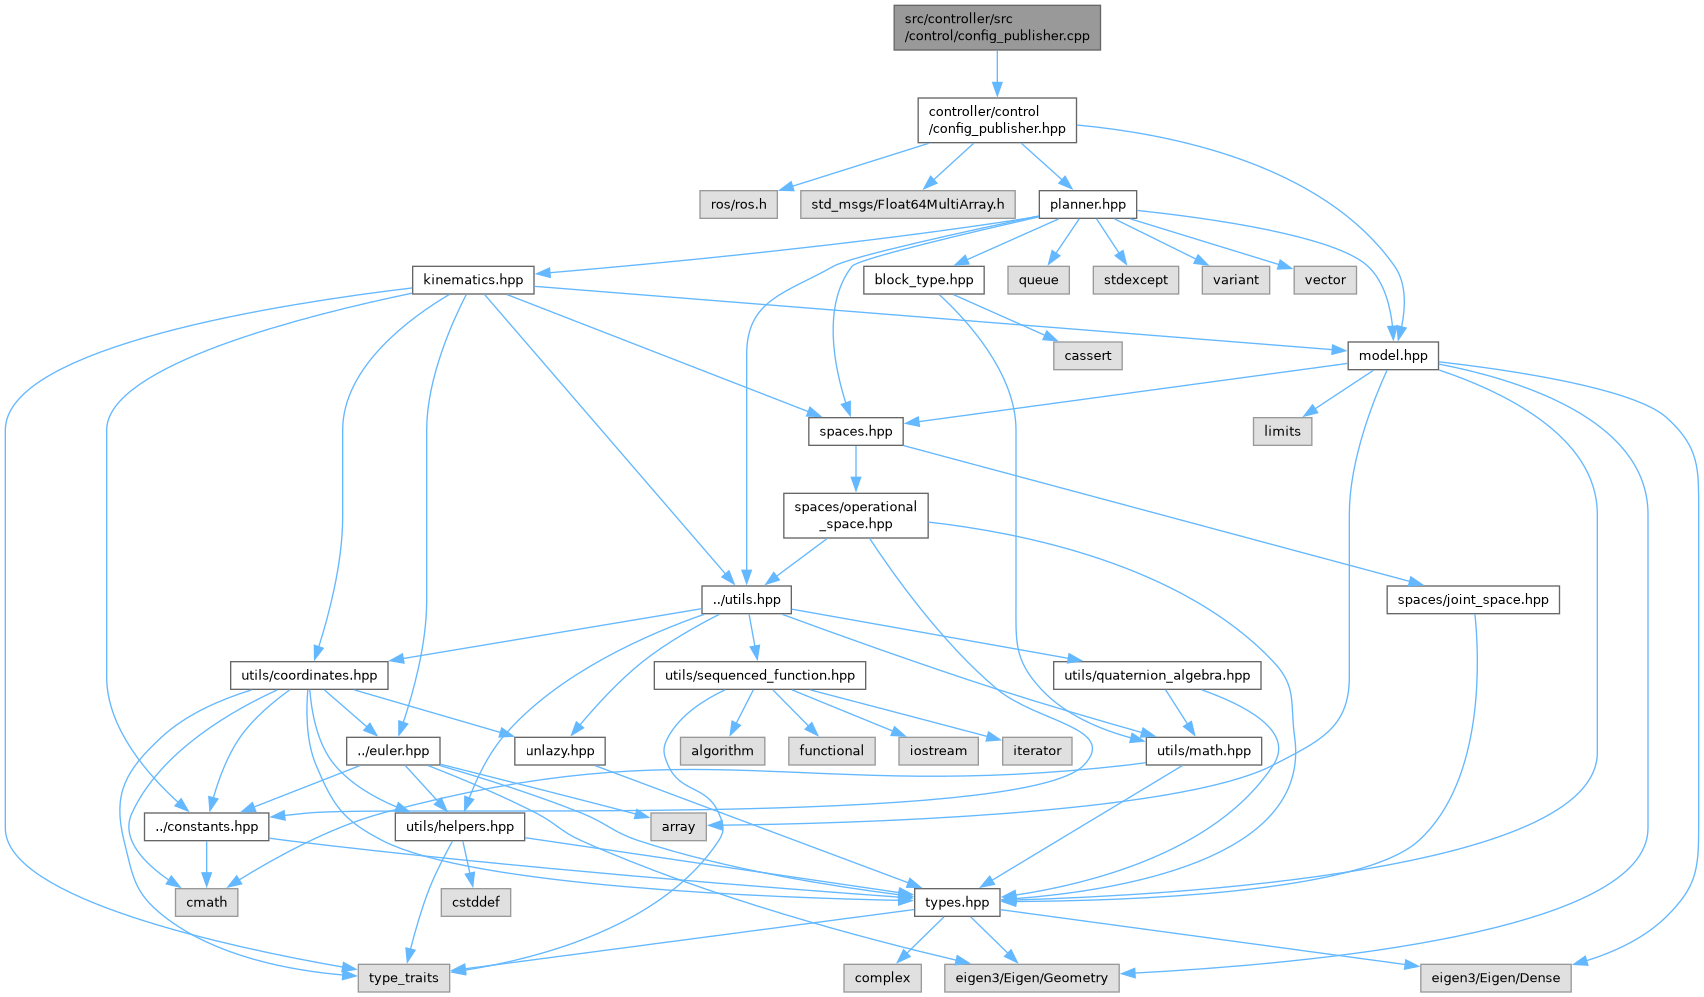 src/controller/src
/control/config_publisher.cpp
controller/control
/config_publisher.hpp
ros/ros.h
std_msgs/Float64MultiArray.h
planner.hpp
kinematics.hpp
block_type.hpp
queue
stdexcept
variant
vector
cassert
model.hpp
spaces.hpp
limits
spaces/operational
_space.hpp
../utils.hpp
spaces/joint_space.hpp
utils/coordinates.hpp
utils/sequenced_function.hpp
utils/quaternion_algebra.hpp
../euler.hpp
unlazy.hpp
algorithm
functional
iostream
iterator
utils/math.hpp
../constants.hpp
utils/helpers.hpp
array
cmath
cstddef
types.hpp
type_traits
complex
eigen3/Eigen/Geometry
eigen3/Eigen/Dense